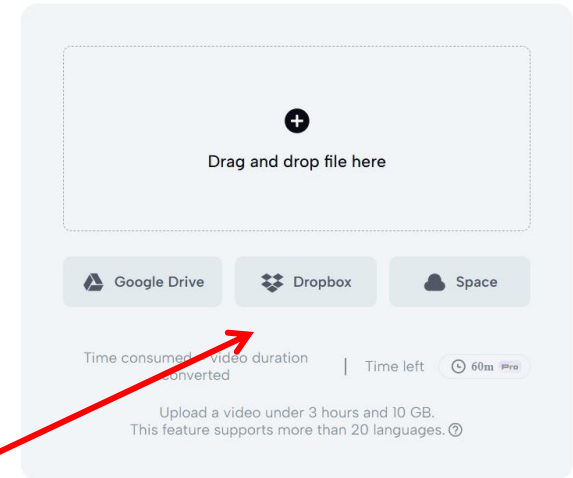 Drag and drop file here
Google Drive
Dropbox
Space
Time consumed video duration
converted
Time left
60m Pro
Upload a video under 3 hours and 10 GB.
This feature supports more than 20 languages.